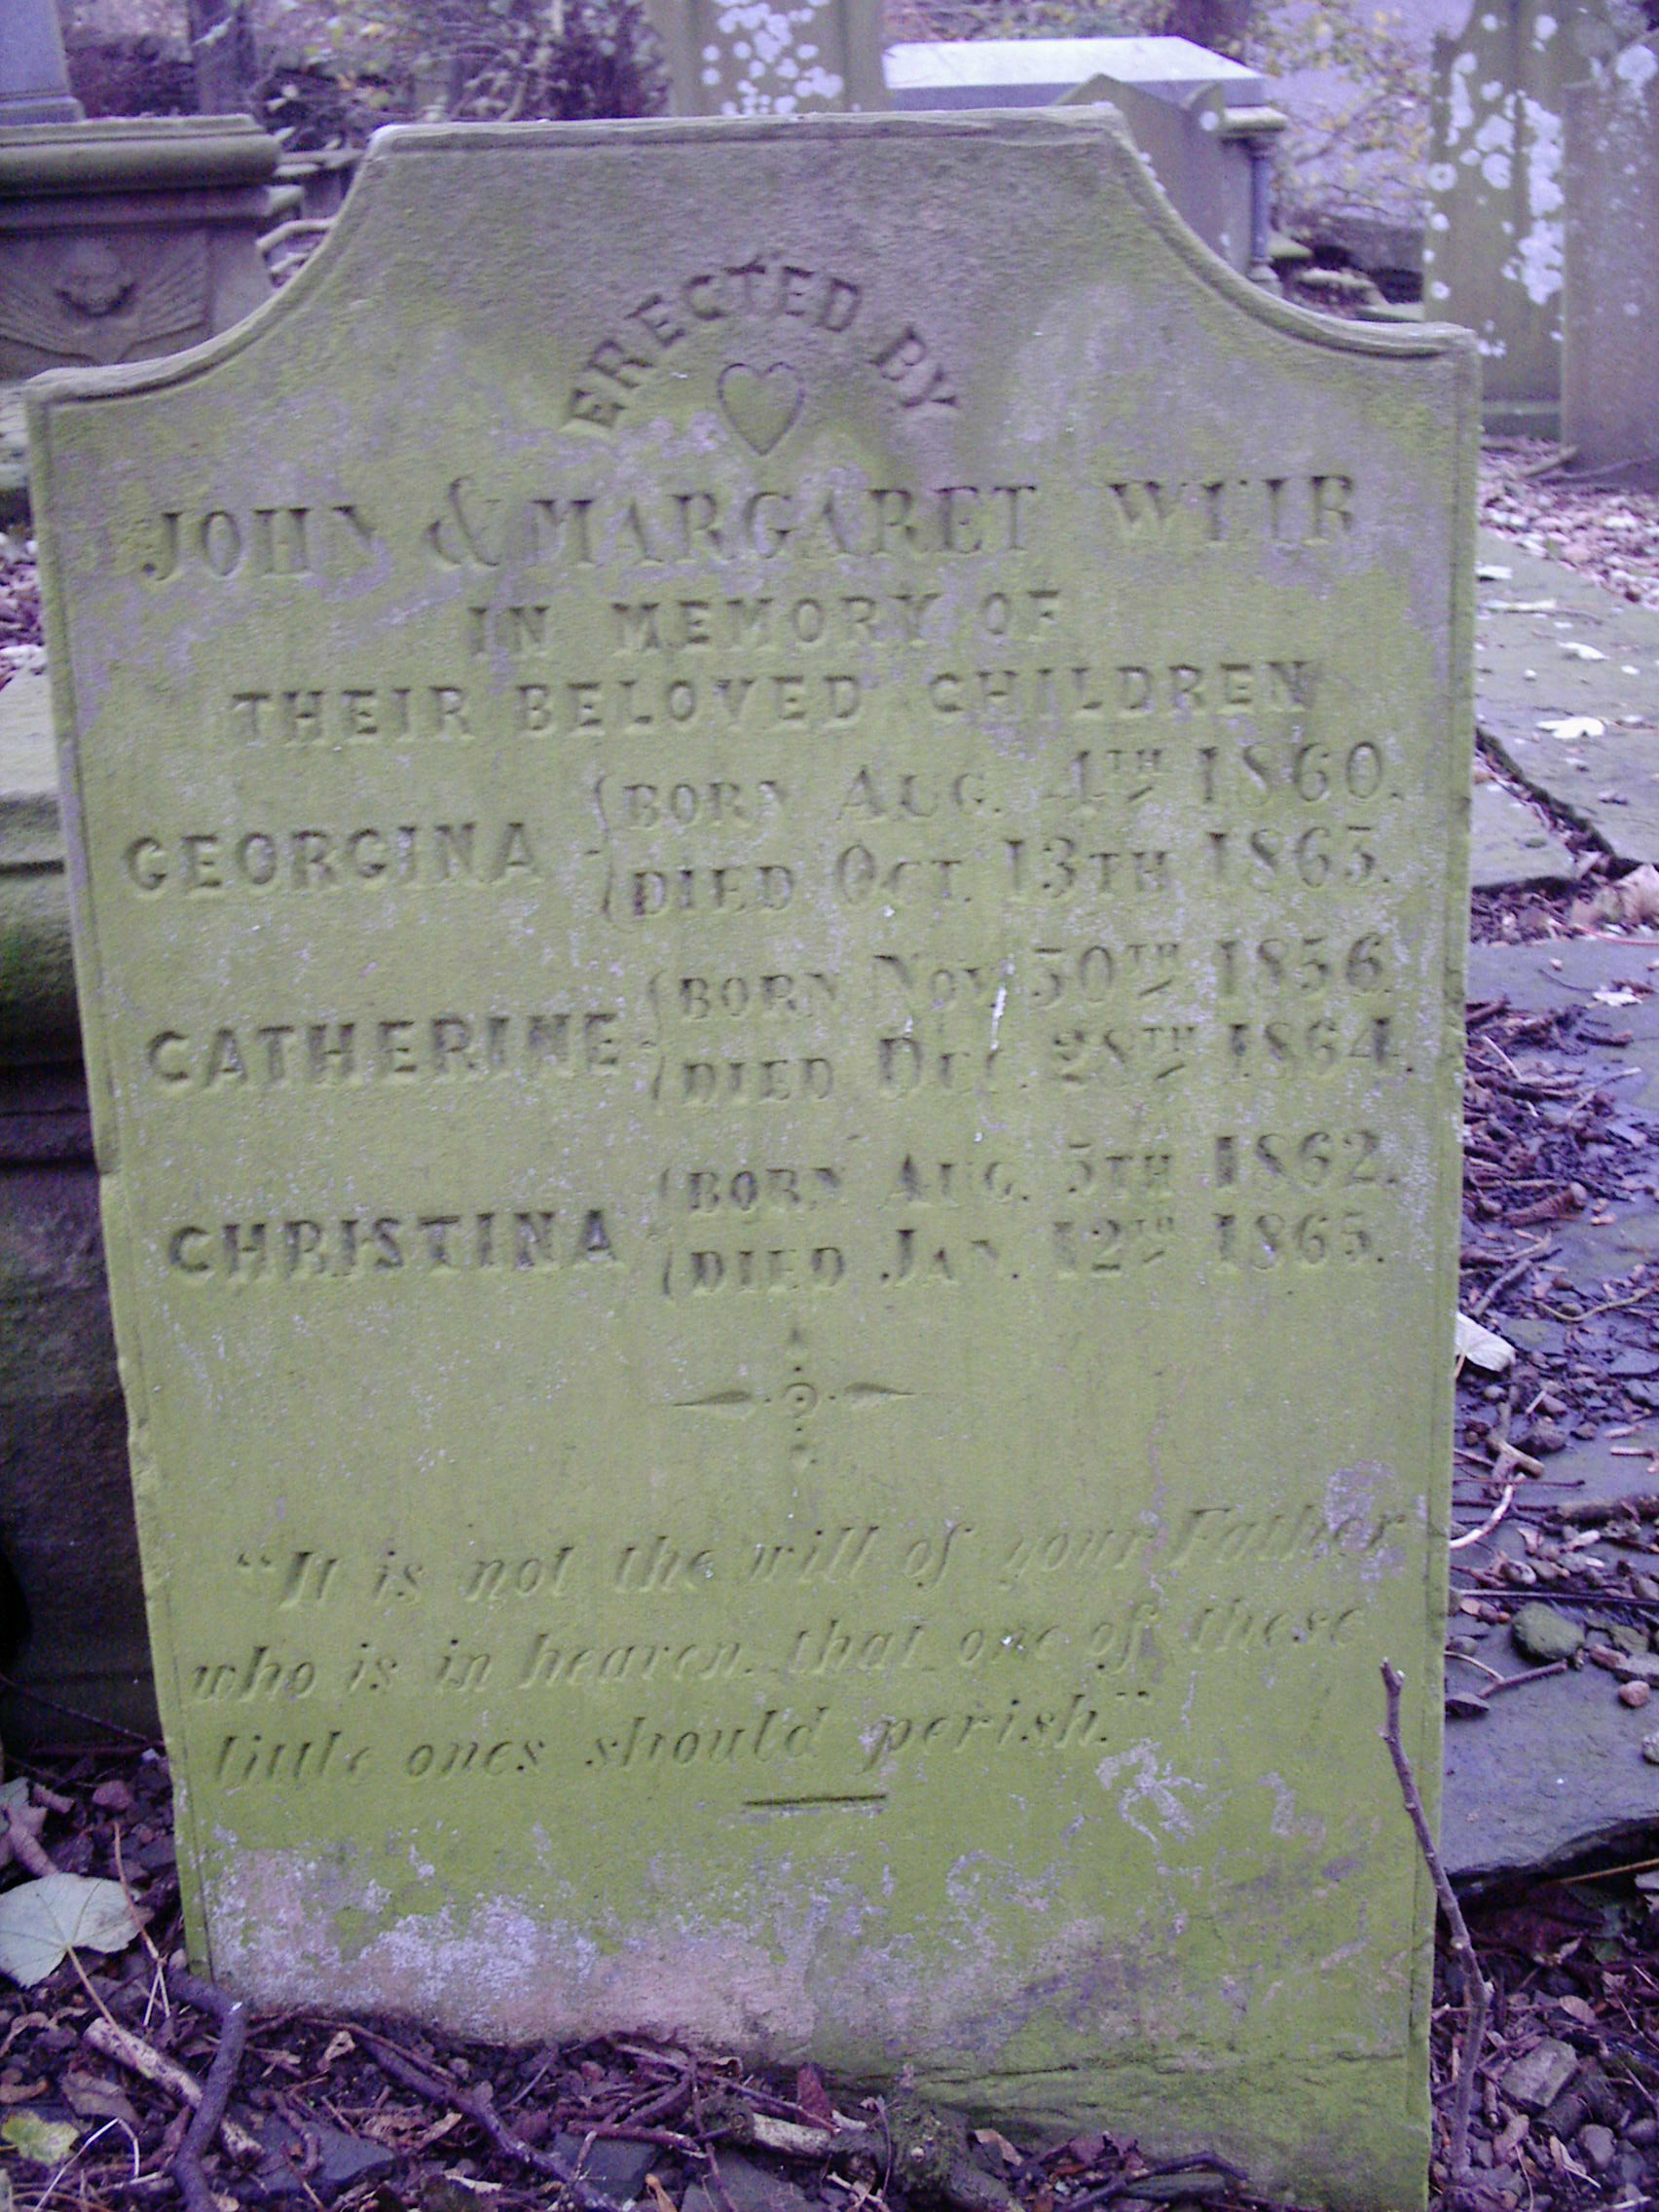 ERECTED BY
JOHN & MARGARET WEIR
IN MEMORY OF
THEIR BELOVED CHILDREN
GEORGINA
BORN AUG. 4TH 1860.
DIED OCT. 13TH 1863.
CATHERINE
BORN NOV. 30TH 1856.
DIED DEC. 28TH 1864.
CHRISTINA
BORN AUG. 5TH 1862.
DIED JAN. 12TH 1865.
"It is not the will of your Father
who is in heaven, that one of these
little ones should perish."